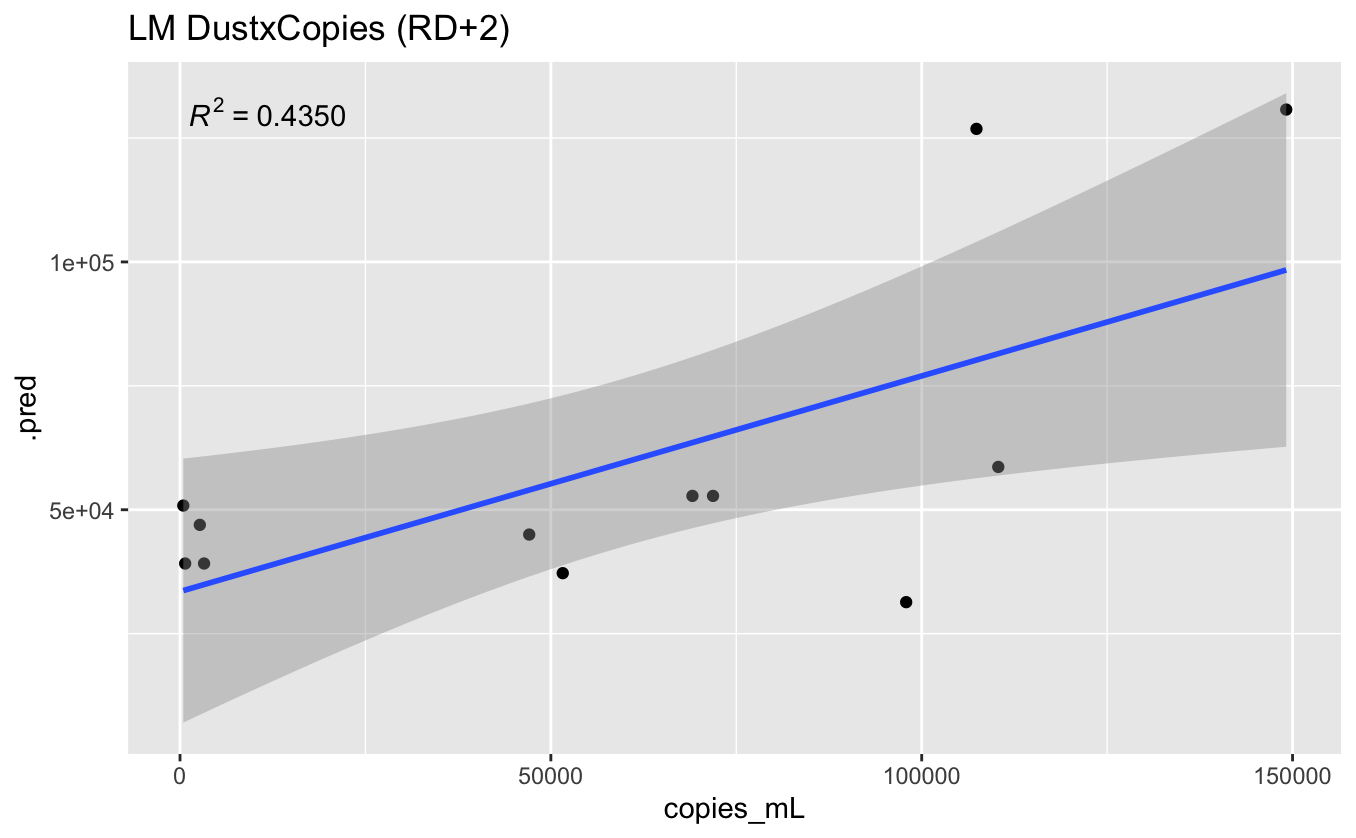 LM DustxCopies (RD+2)
R² = 0.4350
.pred
1e+05
5e+04
0 50000 100000 150000
copies_mL